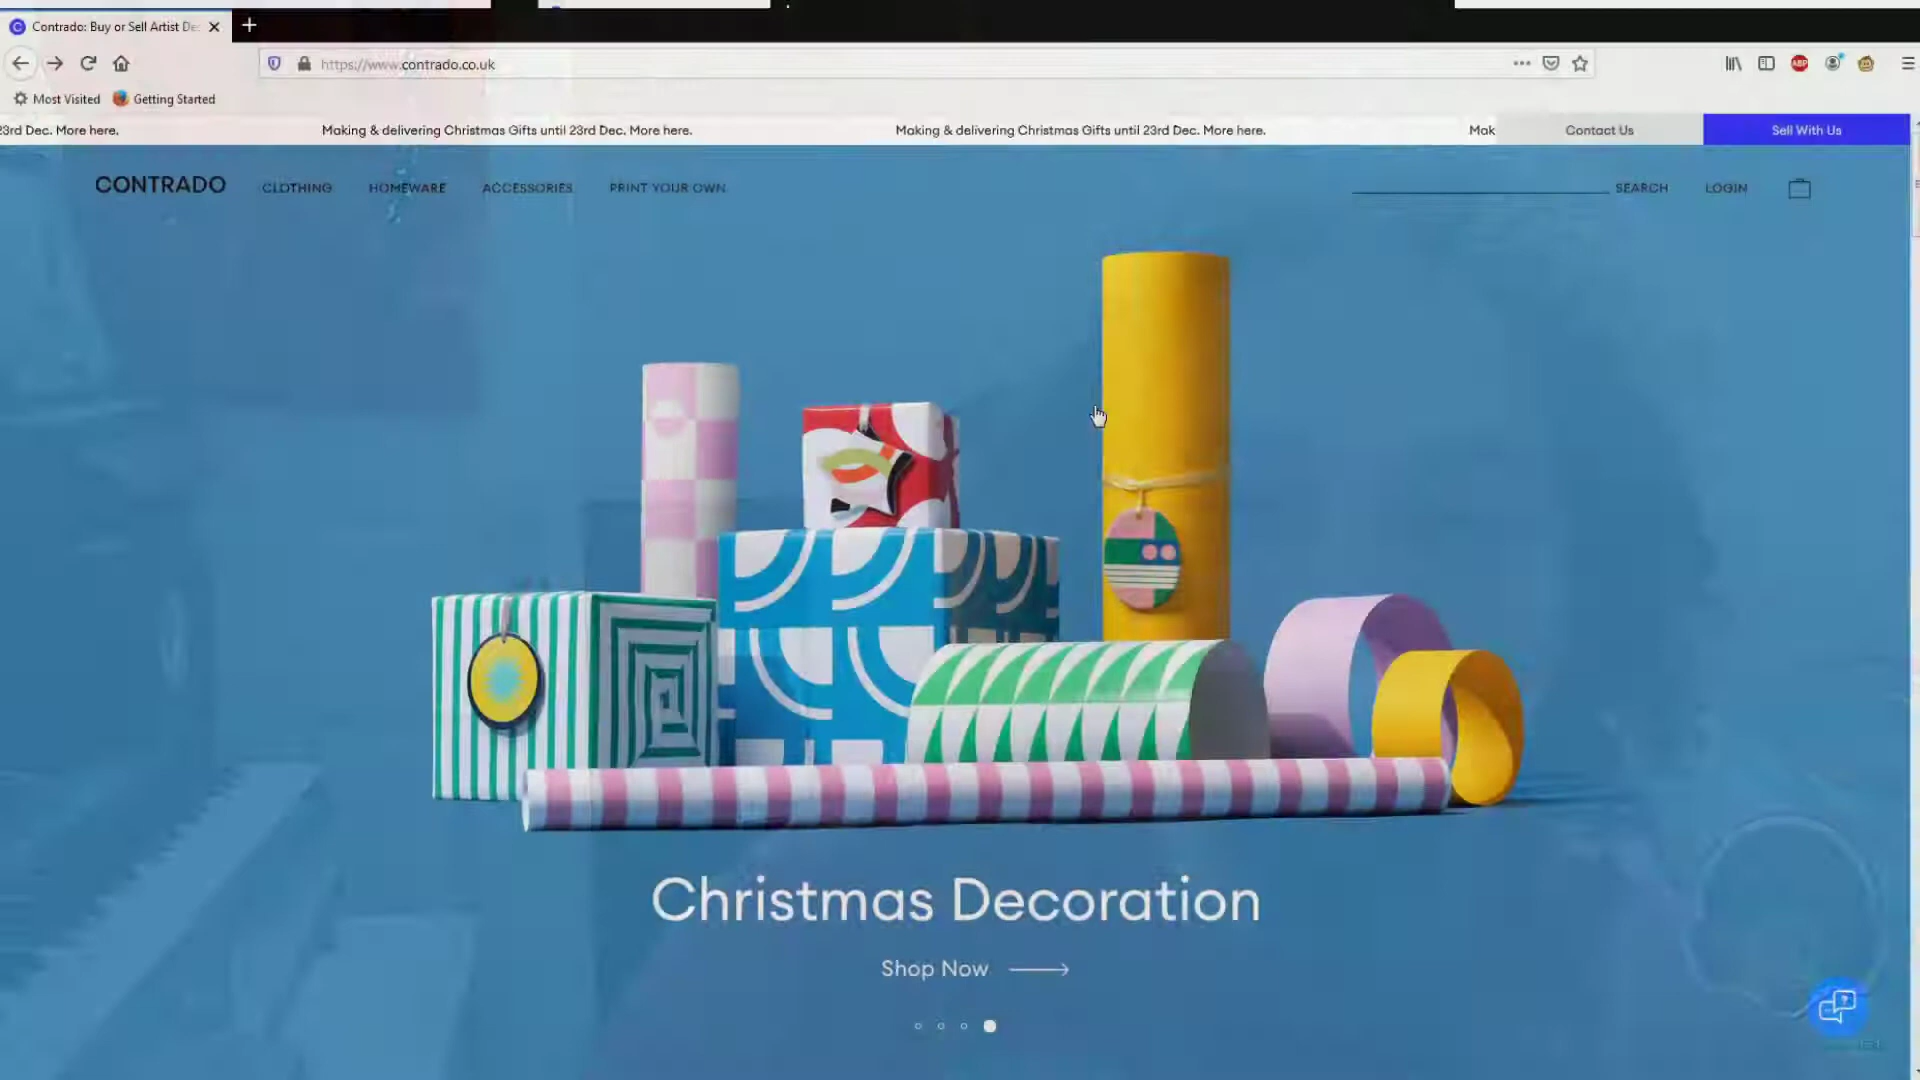 Contrado: Buy or Sell Artist De
https://www.contrado.co.uk
Most Visited Getting Started
23rd Dec. More here. Making & delivering Christmas Gifts until 23rd Dec. More here. Making & delivering Christmas Gifts until 23rd Dec. More here. Mak Contact Us Sell With Us
CONTRADO CLOTHING HOMEWARE ACCESSORIES PRINT YOUR OWN SEARCH LOGIN
Christmas Decoration
Shop Now
ABP